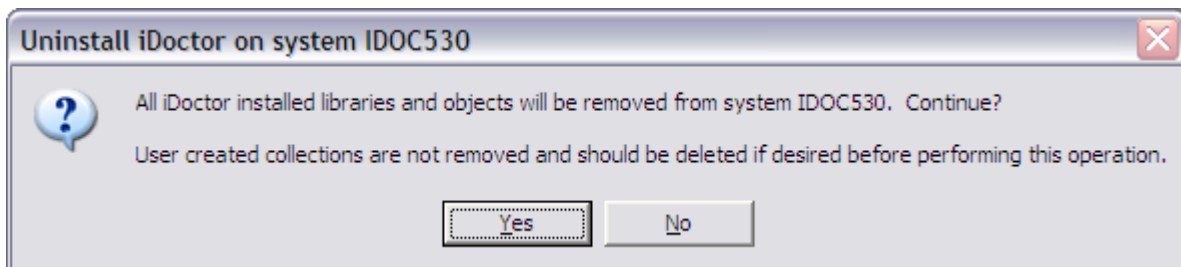 Uninstall iDoctor on system IDOC530
All iDoctor installed libraries and objects will be removed from system IDOC530.  Continue?
User created collections are not removed and should be deleted if desired before performing this operation.
Yes No